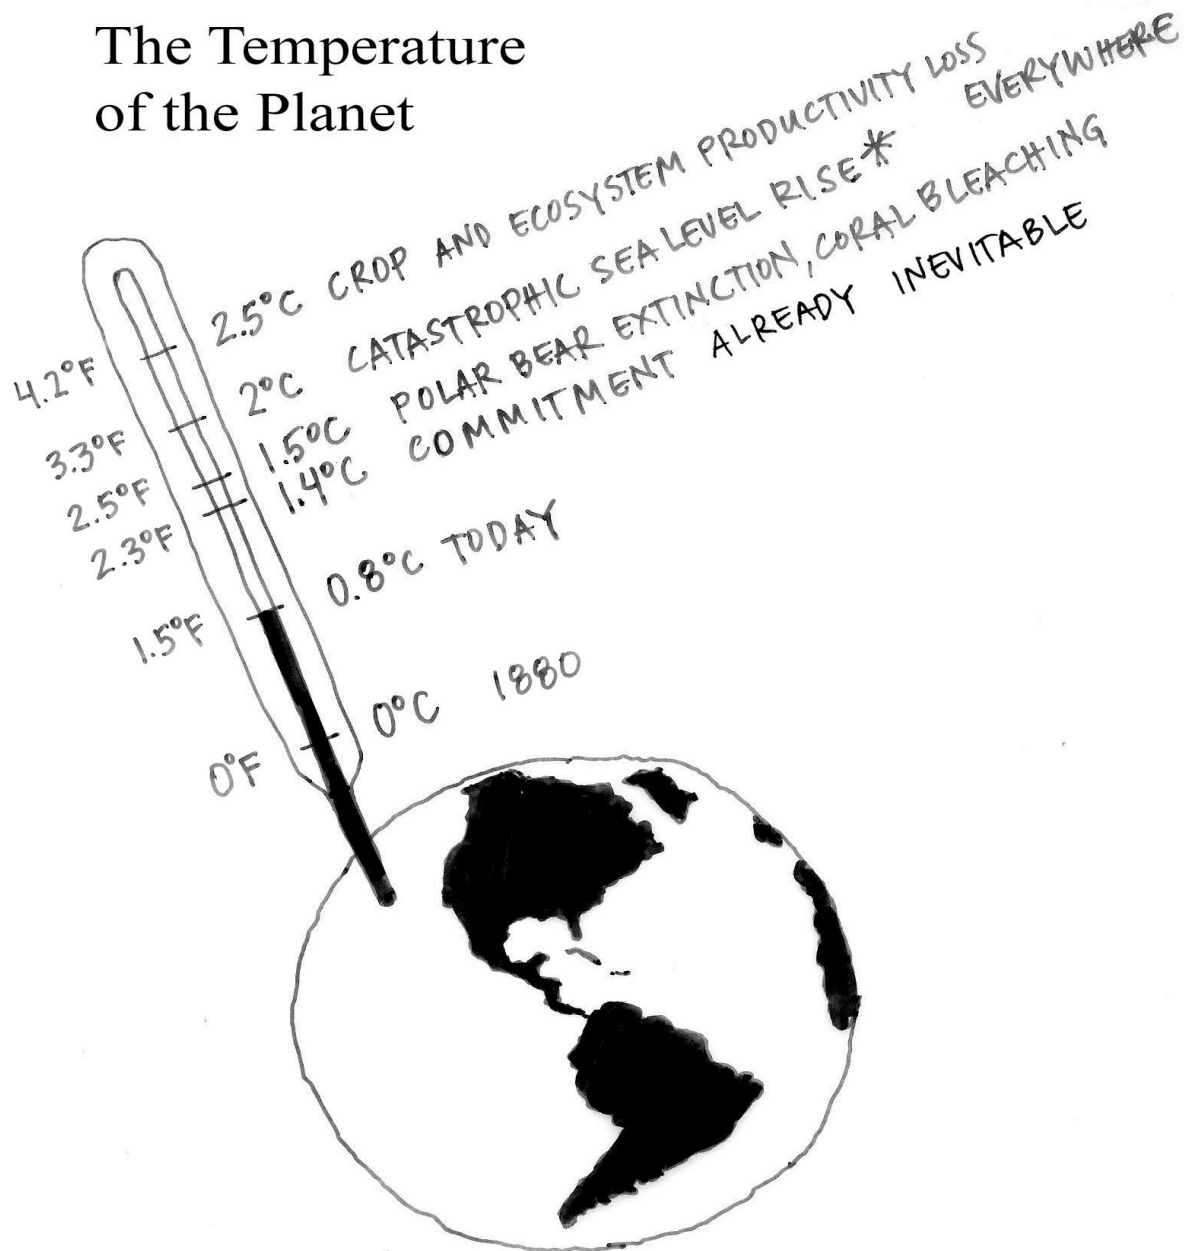 The Temperature
of the Planet
2.5°C CROP AND ECOSYSTEM PRODUCTIVITY LOSS EVERYWHERE
4.2°F
2°C CATASTROPHIC SEA LEVEL RISE*
3.3°F
1.5°C POLAR BEAR EXTINCTION, CORAL BLEACHING
2.5°F
1.4°C COMMITMENT ALREADY INEVITABLE
2.3°F
0.8°C TODAY
1.5°F
0°C 1880
0°F